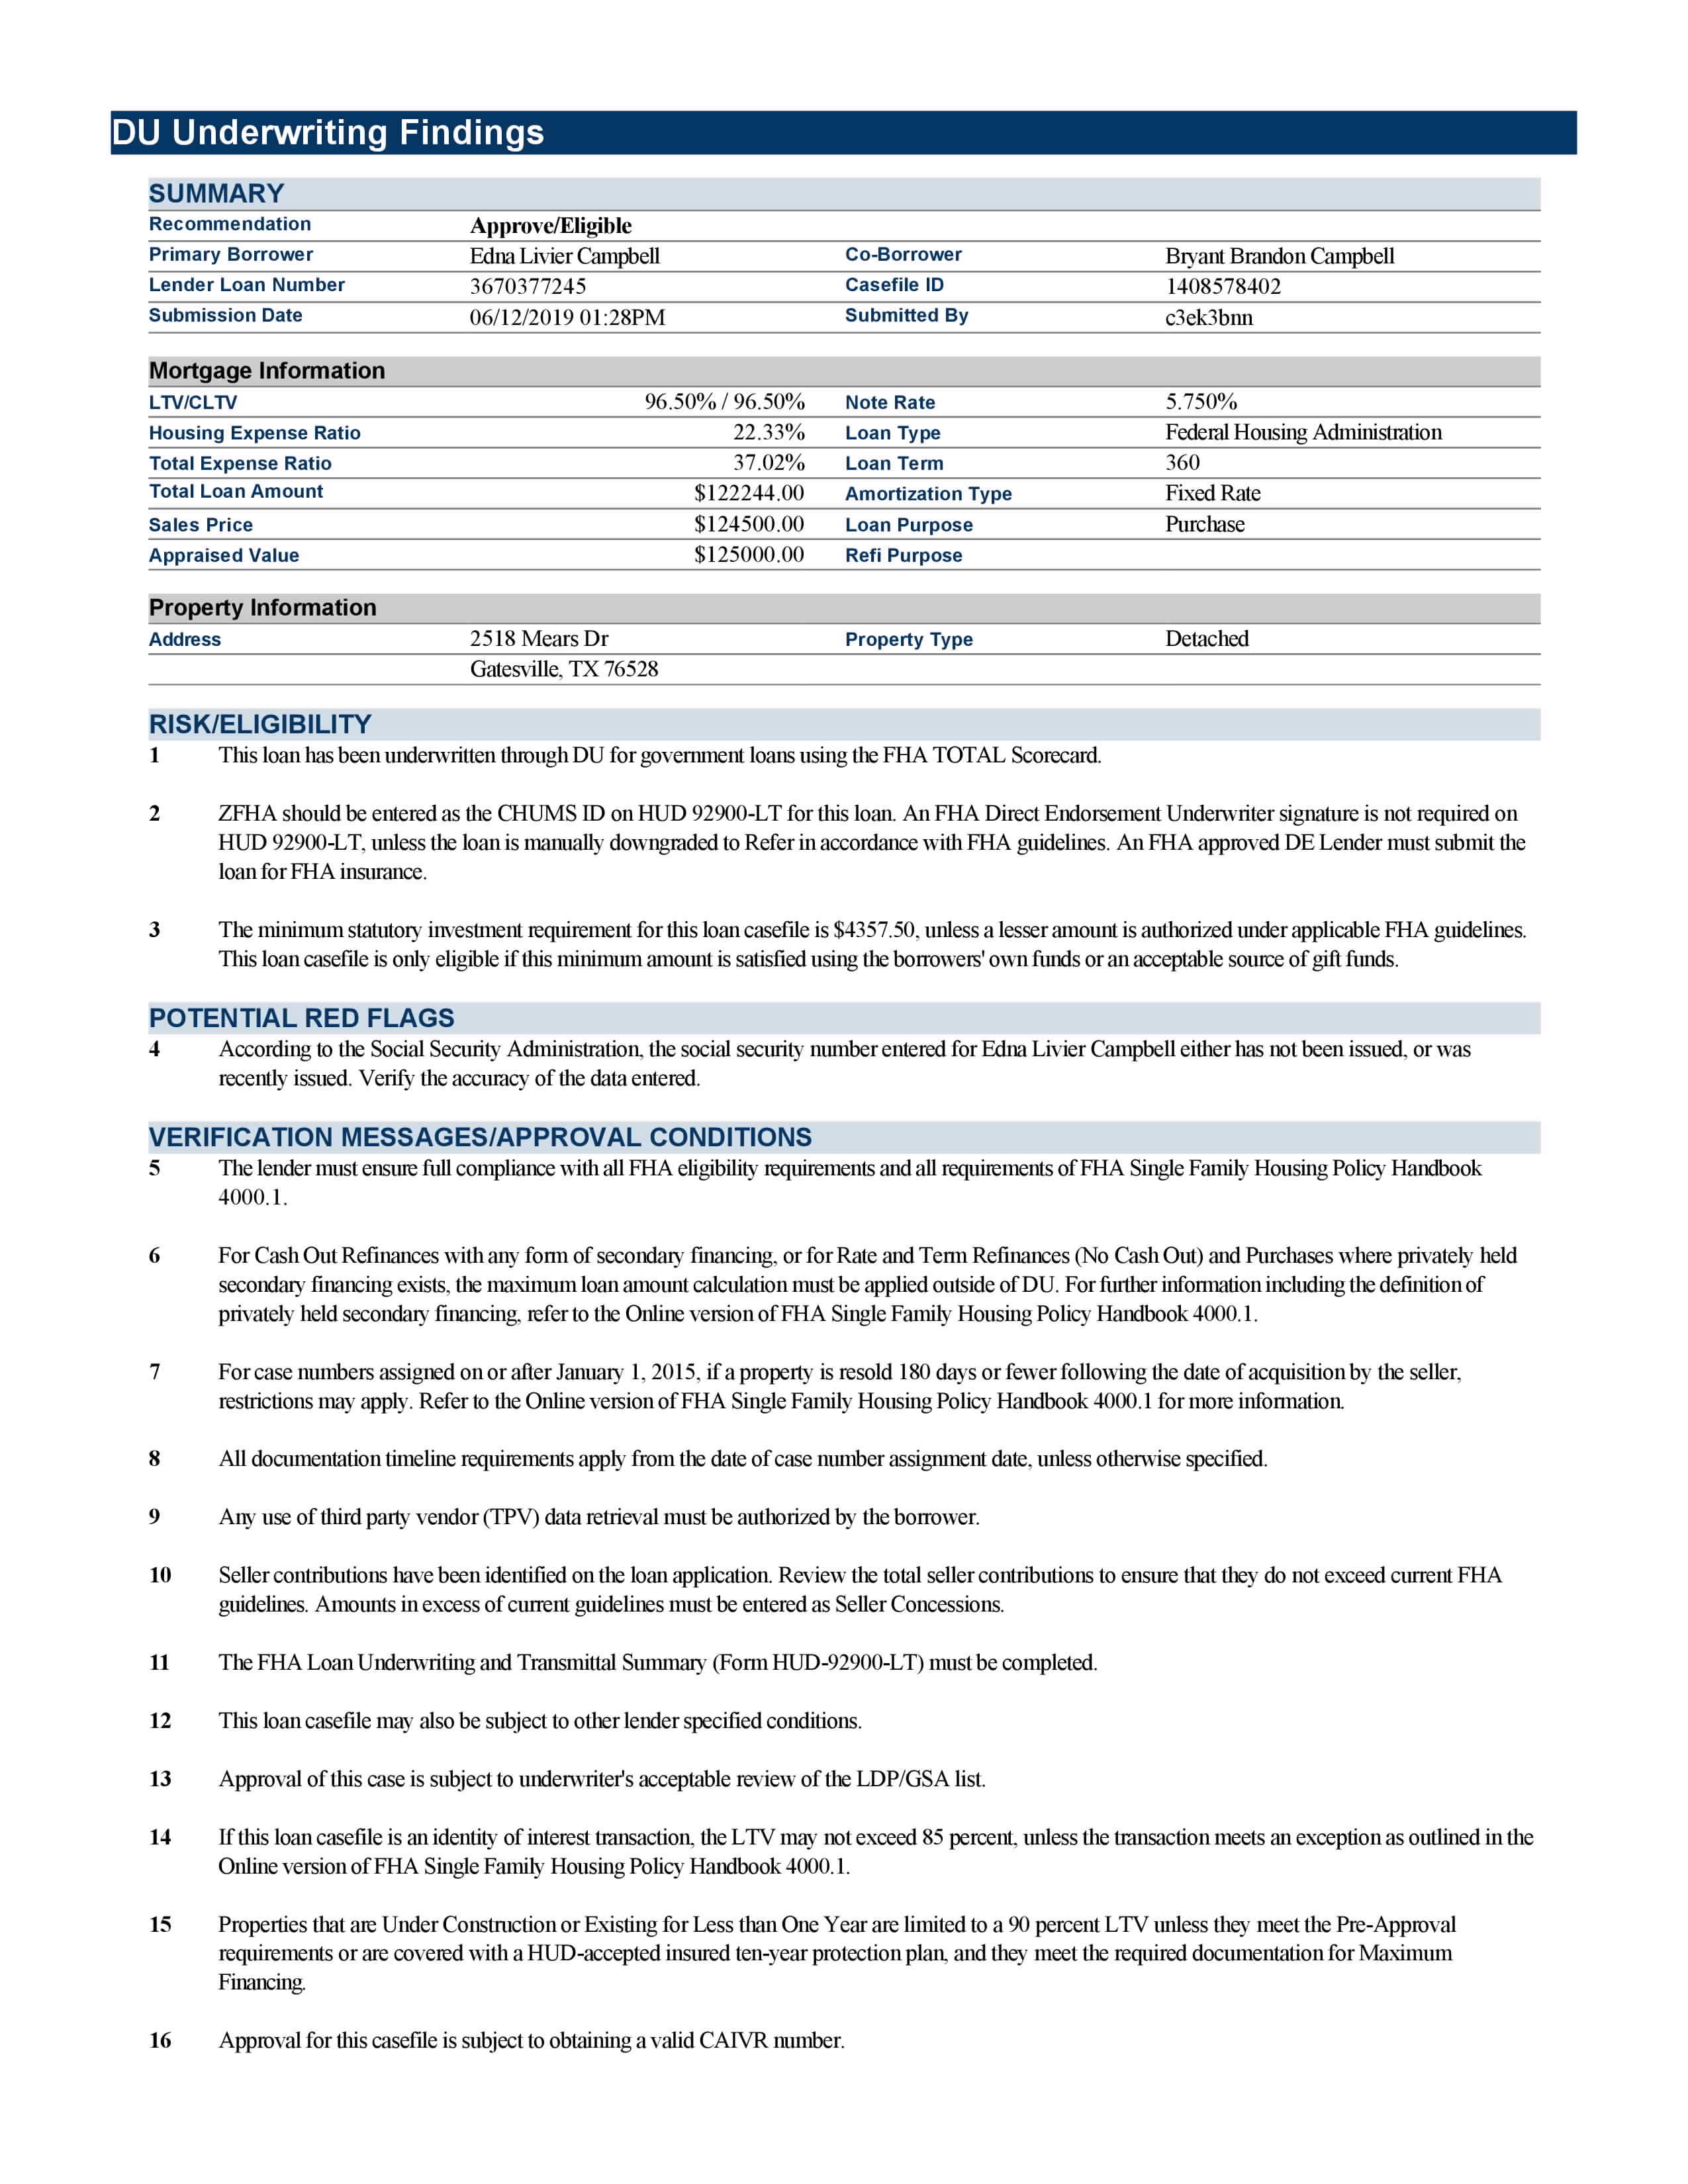 DU Underwriting Findings
SUMMARY
Recommendation Approve/Eligible
Primary Borrower Edna Livier Campbell Co-Borrower Bryant Brandon Campbell
Lender Loan Number 3670377245 Casefile ID 1408578402
Submission Date 06/12/2019 01:28PM Submitted By c3ek3bnn
Mortgage Information
LTV/CLTV 96.50% / 96.50% Note Rate 5.750%
Housing Expense Ratio 22.33% Loan Type Federal Housing Administration
Total Expense Ratio 37.02% Loan Term 360
Total Loan Amount $122244.00 Amortization Type Fixed Rate
Sales Price $124500.00 Loan Purpose Purchase
Appraised Value $125000.00 Refi Purpose
Property Information
Address 2518 Mears Dr Property Type Detached
Gatesville, TX 76528
RISK/ELIGIBILITY
1 This loan has been underwritten through DU for government loans using the FHA TOTAL Scorecard.
2 ZFHA should be entered as the CHUMS ID on HUD 92900-LT for this loan. An FHA Direct Endorsement Underwriter signature is not required on
HUD 92900-LT, unless the loan is manually downgraded to Refer in accordance with FHA guidelines. An FHA approved DE Lender must submit the
loan for FHA insurance.
3 The minimum statutory investment requirement for this loan casefile is $4357.50, unless a lesser amount is authorized under applicable FHA guidelines.
This loan casefile is only eligible if this minimum amount is satisfied using the borrowers' own funds or an acceptable source of gift funds.
POTENTIAL RED FLAGS
4 According to the Social Security Administration, the social security number entered for Edna Livier Campbell either has not been issued, or was
recently issued. Verify the accuracy of the data entered.
VERIFICATION MESSAGES/APPROVAL CONDITIONS
5 The lender must ensure full compliance with all FHA eligibility requirements and all requirements of FHA Single Family Housing Policy Handbook
4000.1.
6 For Cash Out Refinances with any form of secondary financing, or for Rate and Term Refinances (No Cash Out) and Purchases where privately held
secondary financing exists, the maximum loan amount calculation must be applied outside of DU. For further information including the definition of
privately held secondary financing, refer to the Online version of FHA Single Family Housing Policy Handbook 4000.1.
7 For case numbers assigned on or after January 1, 2015, if a property is resold 180 days or fewer following the date of acquisition by the seller,
restrictions may apply. Refer to the Online version of FHA Single Family Housing Policy Handbook 4000.1 for more information.
8 All documentation timeline requirements apply from the date of case number assignment date, unless otherwise specified.
9 Any use of third party vendor (TPV) data retrieval must be authorized by the borrower.
10 Seller contributions have been identified on the loan application. Review the total seller contributions to ensure that they do not exceed current FHA
guidelines. Amounts in excess of current guidelines must be entered as Seller Concessions.
11 The FHA Loan Underwriting and Transmittal Summary (Form HUD-92900-LT) must be completed.
12 This loan casefile may also be subject to other lender specified conditions.
13 Approval of this case is subject to underwriter's acceptable review of the LDP/GSA list.
14 If this loan casefile is an identity of interest transaction, the LTV may not exceed 85 percent, unless the transaction meets an exception as outlined in the
Online version of FHA Single Family Housing Policy Handbook 4000.1.
15 Properties that are Under Construction or Existing for Less than One Year are limited to a 90 percent LTV unless they meet the Pre-Approval
requirements or are covered with a HUD-accepted insured ten-year protection plan, and they meet the required documentation for Maximum
Financing.
16 Approval for this casefile is subject to obtaining a valid CAIVR number.